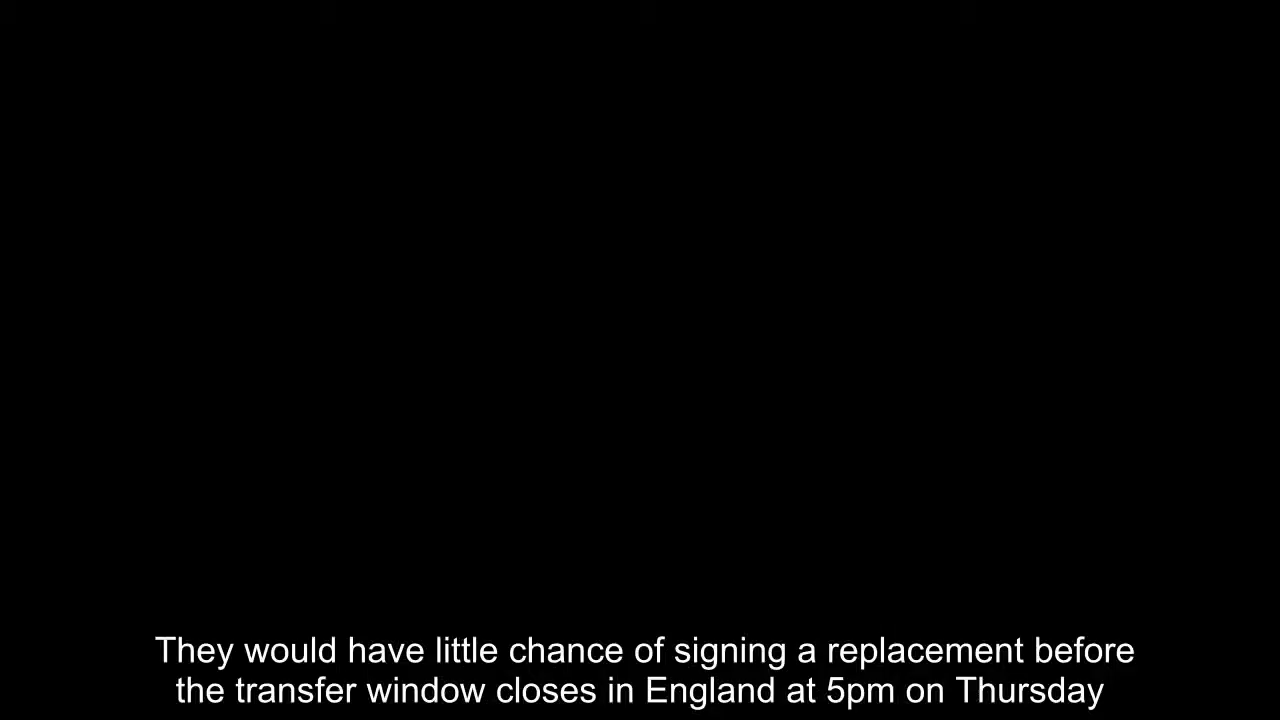 They would have little chance of signing a replacement before
the transfer window closes in England at 5pm on Thursday